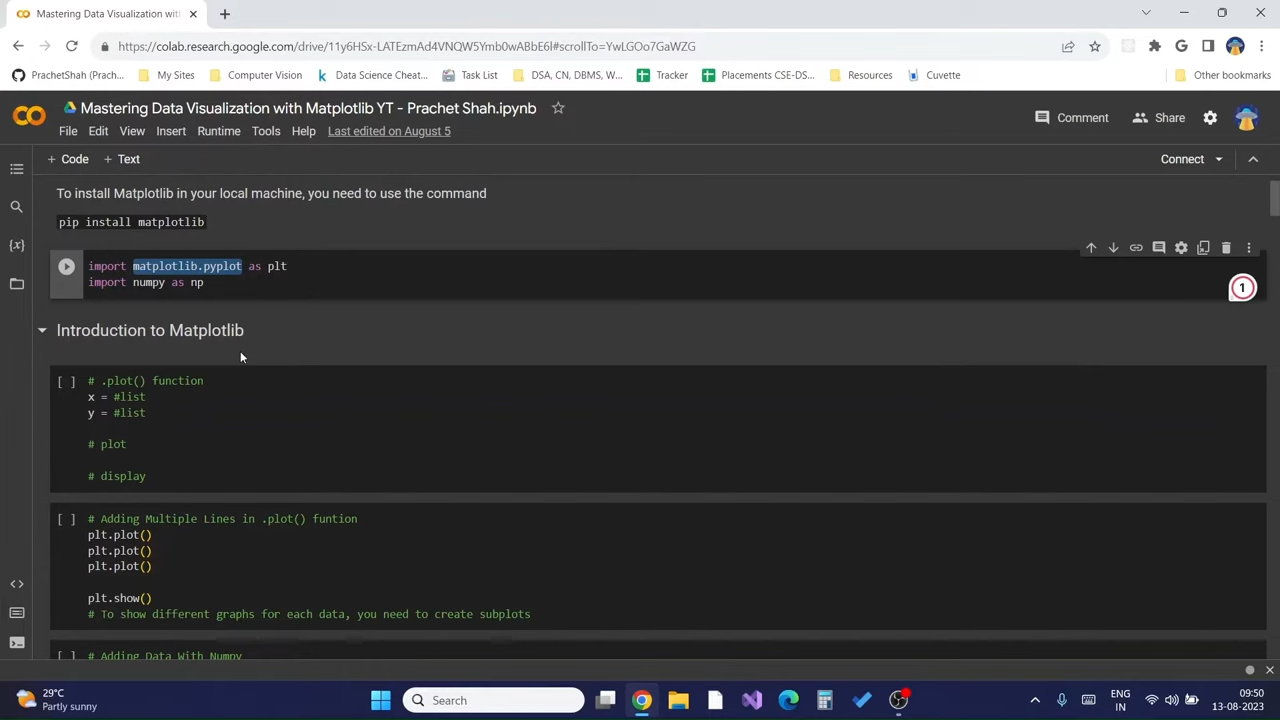 Mastering Data Visualization with
https://colab.research.google.com/drive/11y6HSx-LATEzmAd4VNQW5Ymb0wABbE6l#scrollTo=YwLGOo7GaWZG
PrachetShah (Prach... My Sites Computer Vision Data Science Cheat... Task List DSA, CN, DBMS, W... Tracker Placements CSE-DS... Resources Cuvette Other bookmarks
Mastering Data Visualization with Matplotlib YT - Prachet Shah.ipynb
Comment Share
File Edit View Insert Runtime Tools Help Last edited on August 5
+ Code + Text Connect
To install Matplotlib in your local machine, you need to use the command
pip install matplotlib
import matplotlib.pyplot as plt
import numpy as np
1
Introduction to Matplotlib
[ ] # .plot() function
x = #list
y = #list
# plot
# display
[ ] # Adding Multiple Lines in .plot() funtion
plt.plot()
plt.plot()
plt.plot()
plt.show()
# To show different graphs for each data, you need to create subplots
[ ] # Adding Data With Numpy
29°C
Partly sunny
Search
ENG
IN
09:50
13-08-2023